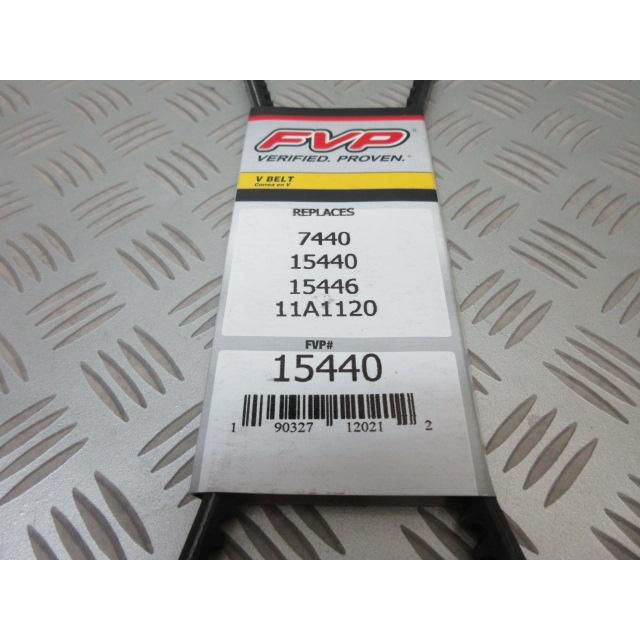 FVP
VERIFIED. PROVEN.®
V BELT
Correa en V
REPLACES
7440
15440
15446
11A1120
FVP#
15440
1 90327 12021 2